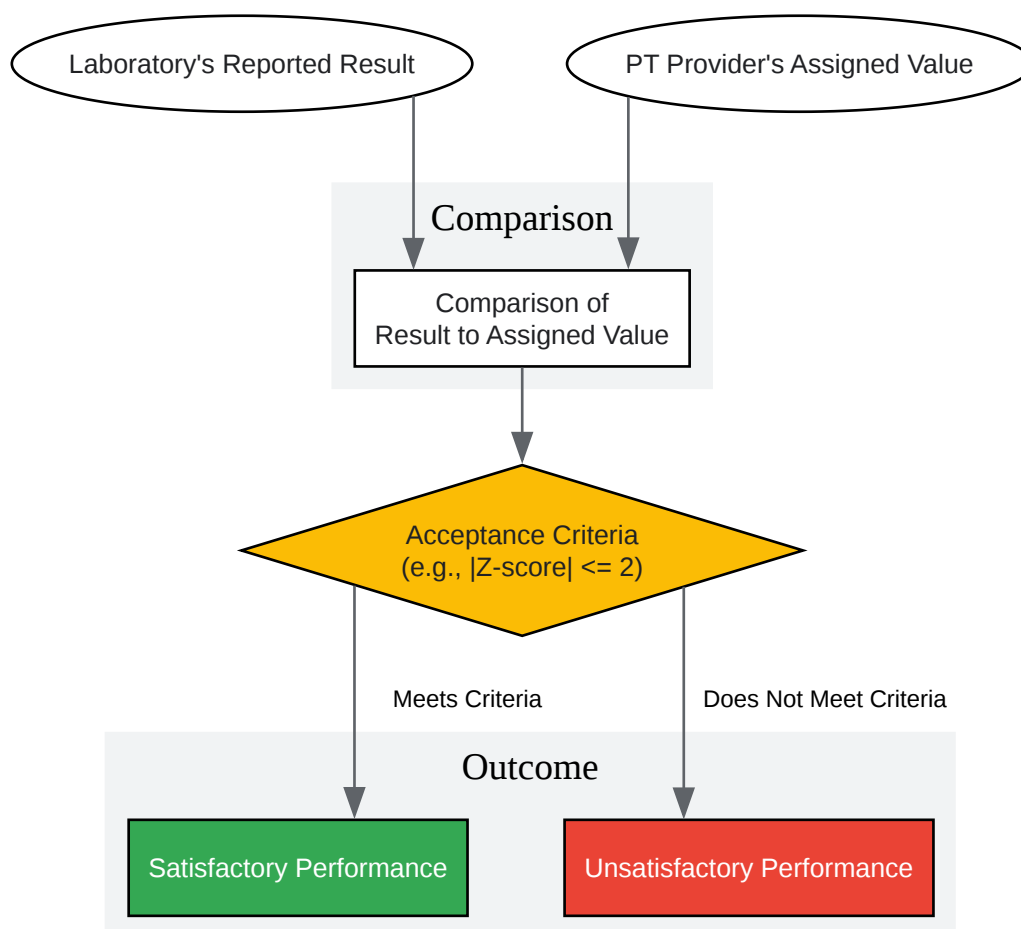 Laboratory's Reported Result
PT Provider's Assigned Value
Comparison
Comparison of
Result to Assigned Value
Acceptance Criteria
(e.g., |Z-score| <= 2)
Meets Criteria
Does Not Meet Criteria
Outcome
Satisfactory Performance
Unsatisfactory Performance